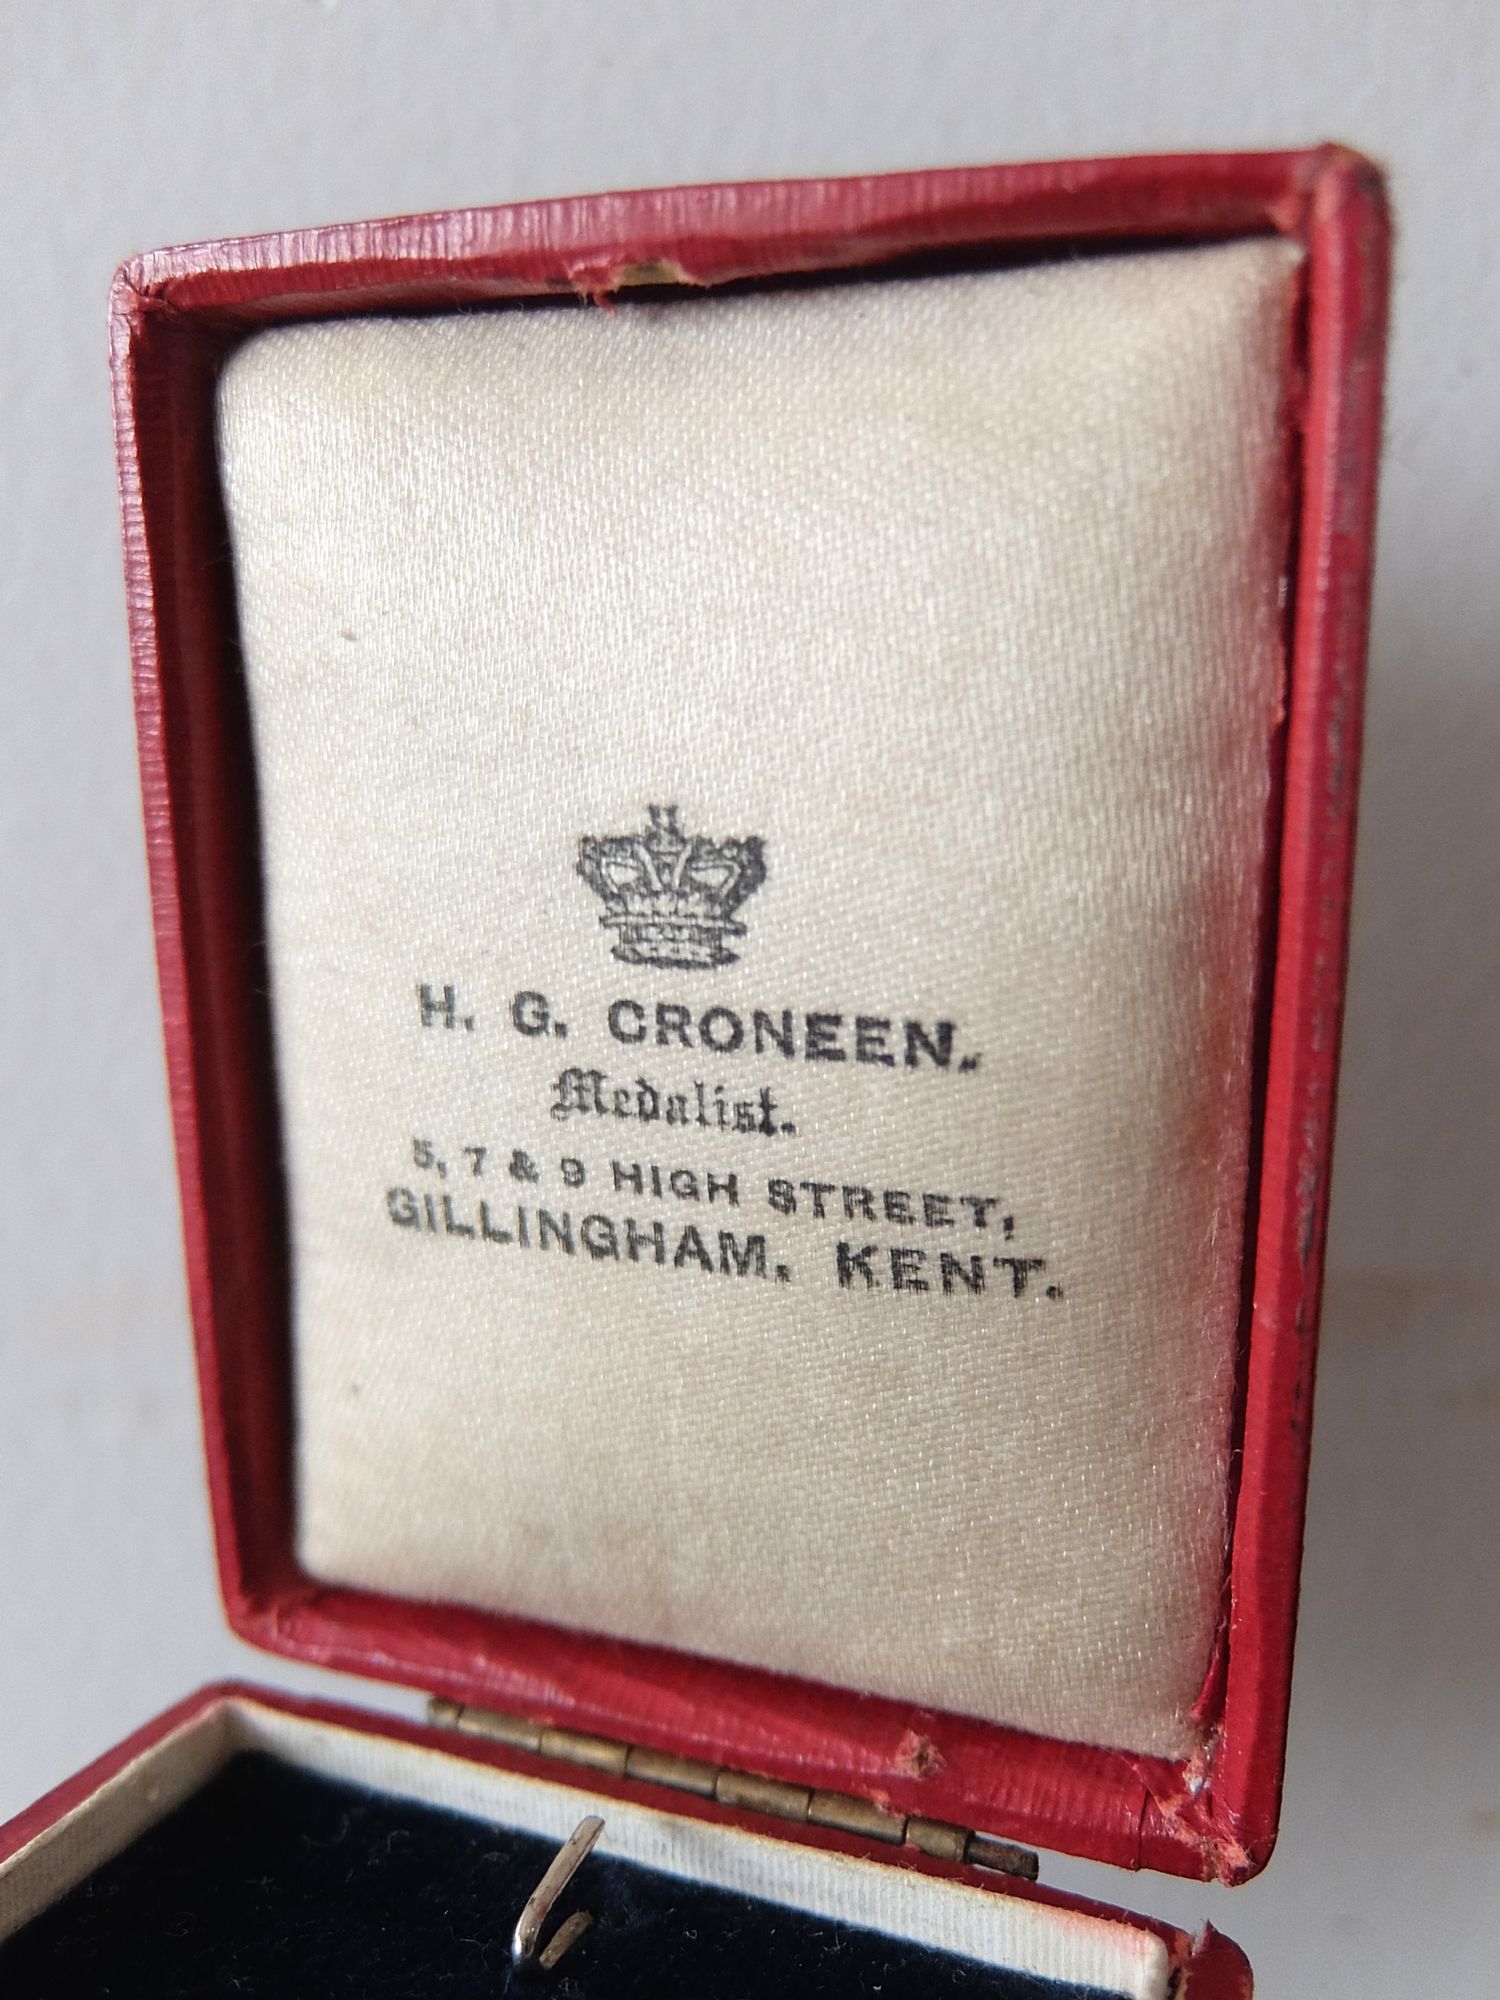 H. G. CRONEEN.
Medalist.
5, 7 & 9 HIGH STREET,
GILLINGHAM. KENT.